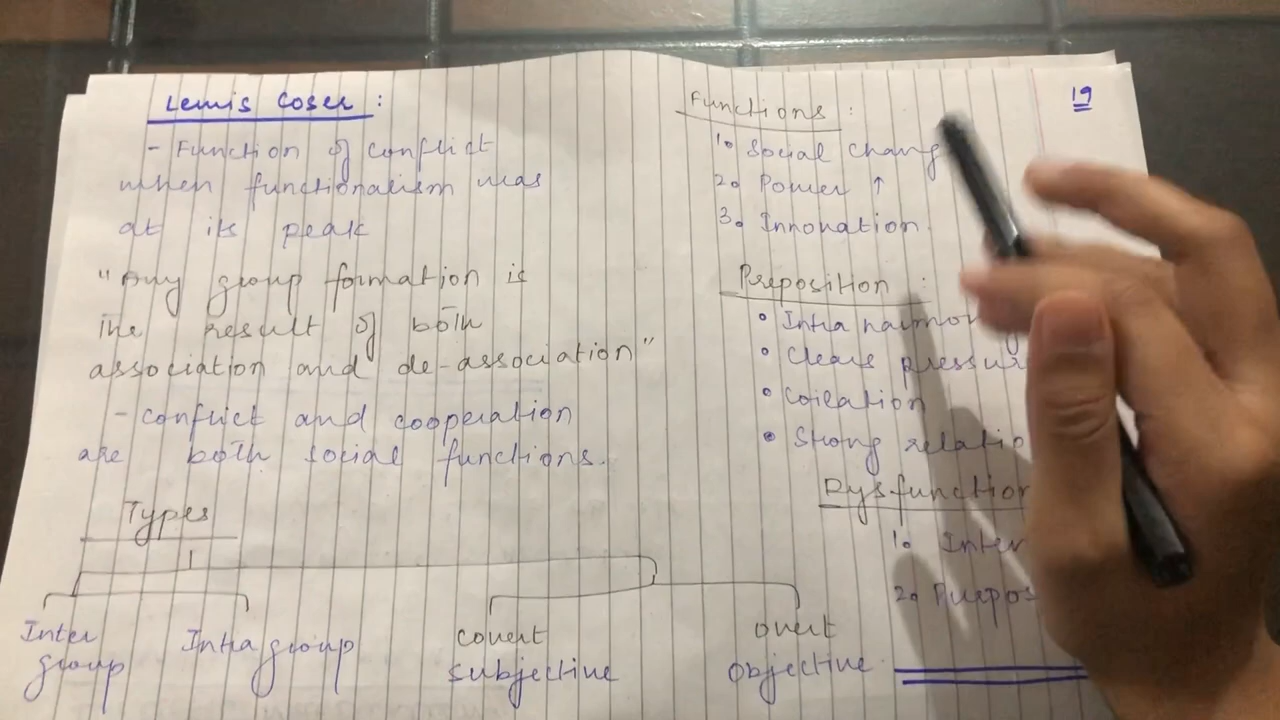 Lewis Coser :
- Function of conflict
when functionalism was
at its peak
"Any group formation is
the result of both
association and de-association"
- conflict and cooperation
are both social functions.
Types
Inter
group
Intra group
covert
subjective
overt
objective
Functions :
19
1. Social Chang
2. Power ↑
3. Innovation
Preposition :
• Intra harmony
• Clears pressure
• Coileation
• Strong relatio
Dysfunction
1. Inter
2. Purpos